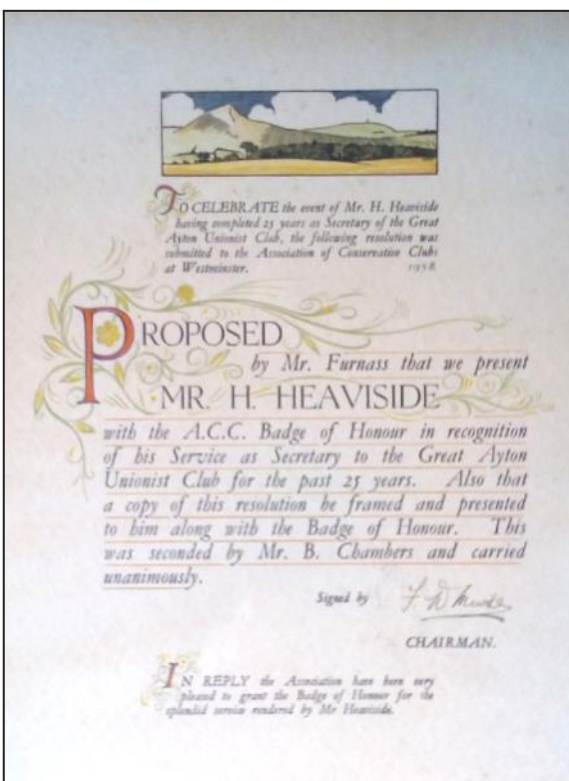 TO CELEBRATE the event of Mr. H. Heaviside
having completed 25 years as Secretary of the Great
Ayton Unionist Club, the following resolution was
submitted to the Association of Conservative Clubs
at Westminster. 1958
PROPOSED
by Mr. Furnass that we present
MR. H. HEAVISIDE
with the A.C.C. Badge of Honour in recognition
of his Service as Secretary to the Great Ayton
Unionist Club for the past 25 years. Also that
a copy of this resolution be framed and presented
to him along with the Badge of Honour. This
was seconded by Mr. B. Chambers and carried
unanimously.
Signed by
CHAIRMAN.
IN REPLY the Association have been very
pleased to grant the Badge of Honour for the
splendid service rendered by Mr Heaviside.